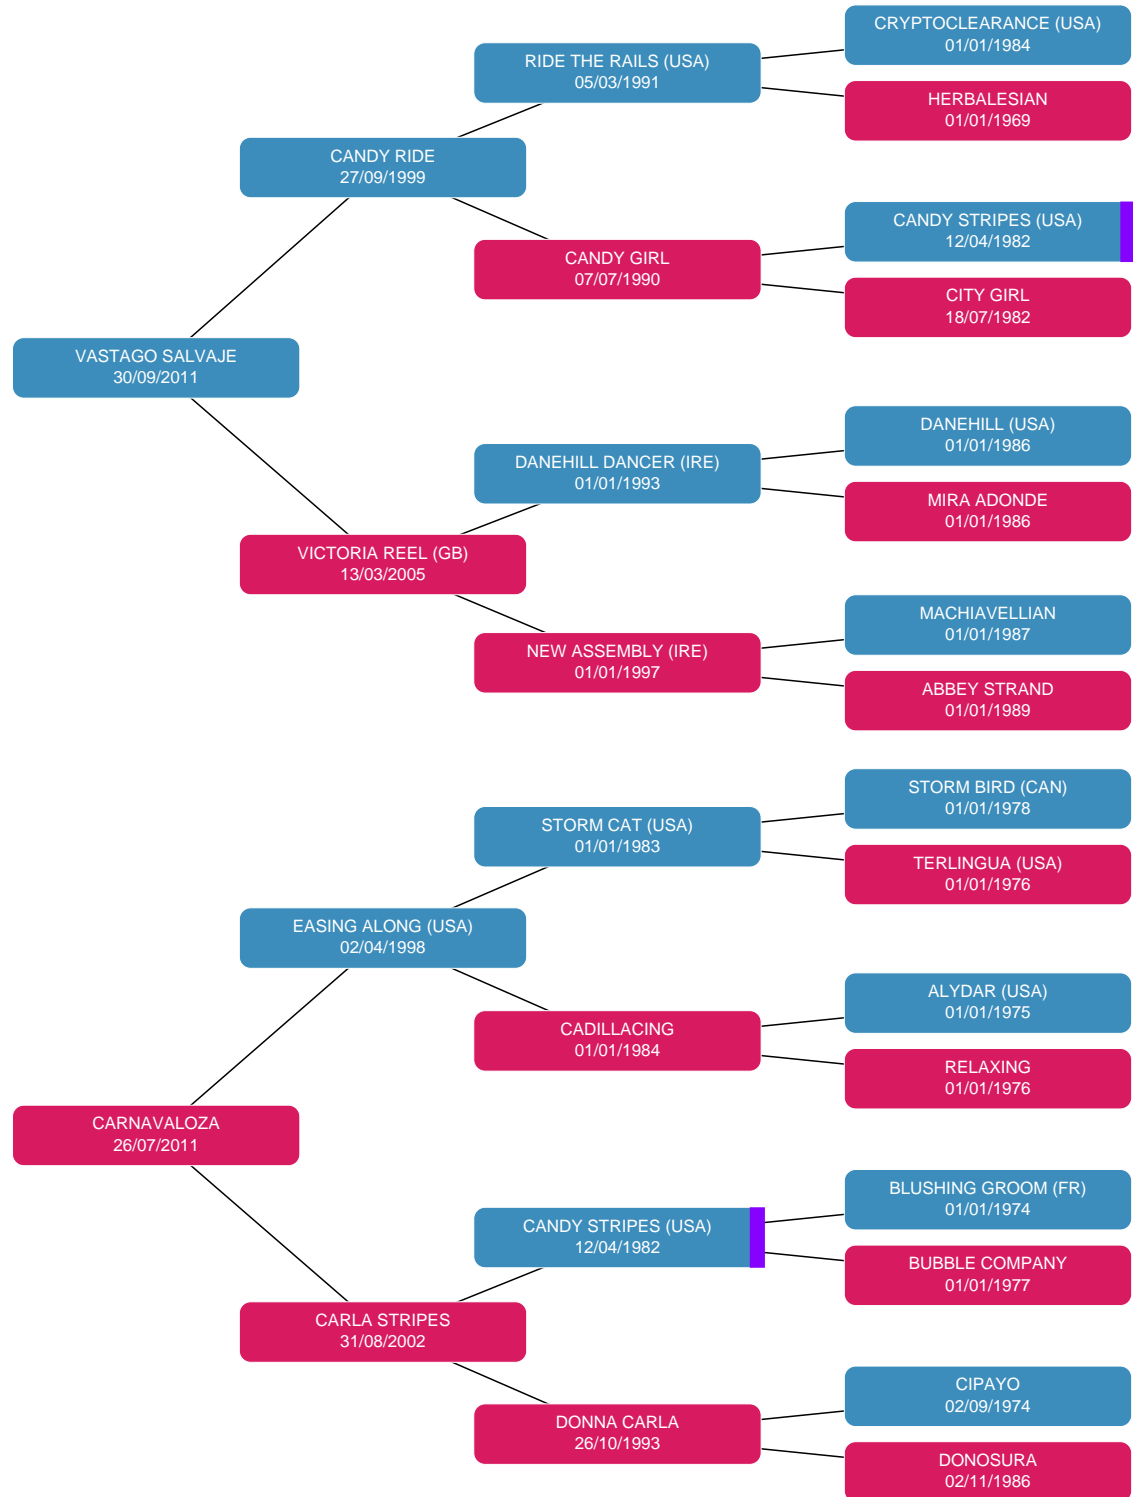 CRYPTOCLEARANCE (USA)
01/01/1984
RIDE THE RAILS (USA)
05/03/1991
HERBALESIAN
01/01/1969
CANDY RIDE
27/09/1999
CANDY STRIPES (USA)
12/04/1982
CANDY GIRL
07/07/1990
CITY GIRL
18/07/1982
VASTAGO SALVAJE
30/09/2011
DANEHILL (USA)
01/01/1986
DANEHILL DANCER (IRE)
01/01/1993
MIRA ADONDE
01/01/1986
VICTORIA REEL (GB)
13/03/2005
MACHIAVELLIAN
01/01/1987
NEW ASSEMBLY (IRE)
01/01/1997
ABBEY STRAND
01/01/1989
STORM BIRD (CAN)
01/01/1978
STORM CAT (USA)
01/01/1983
TERLINGUA (USA)
01/01/1976
EASING ALONG (USA)
02/04/1998
ALYDAR (USA)
01/01/1975
CADILLACING
01/01/1984
RELAXING
01/01/1976
CARNAVALOZA
26/07/2011
BLUSHING GROOM (FR)
01/01/1974
CANDY STRIPES (USA)
12/04/1982
BUBBLE COMPANY
01/01/1977
CARLA STRIPES
31/08/2002
CIPAYO
02/09/1974
DONNA CARLA
26/10/1993
DONOSURA
02/11/1986